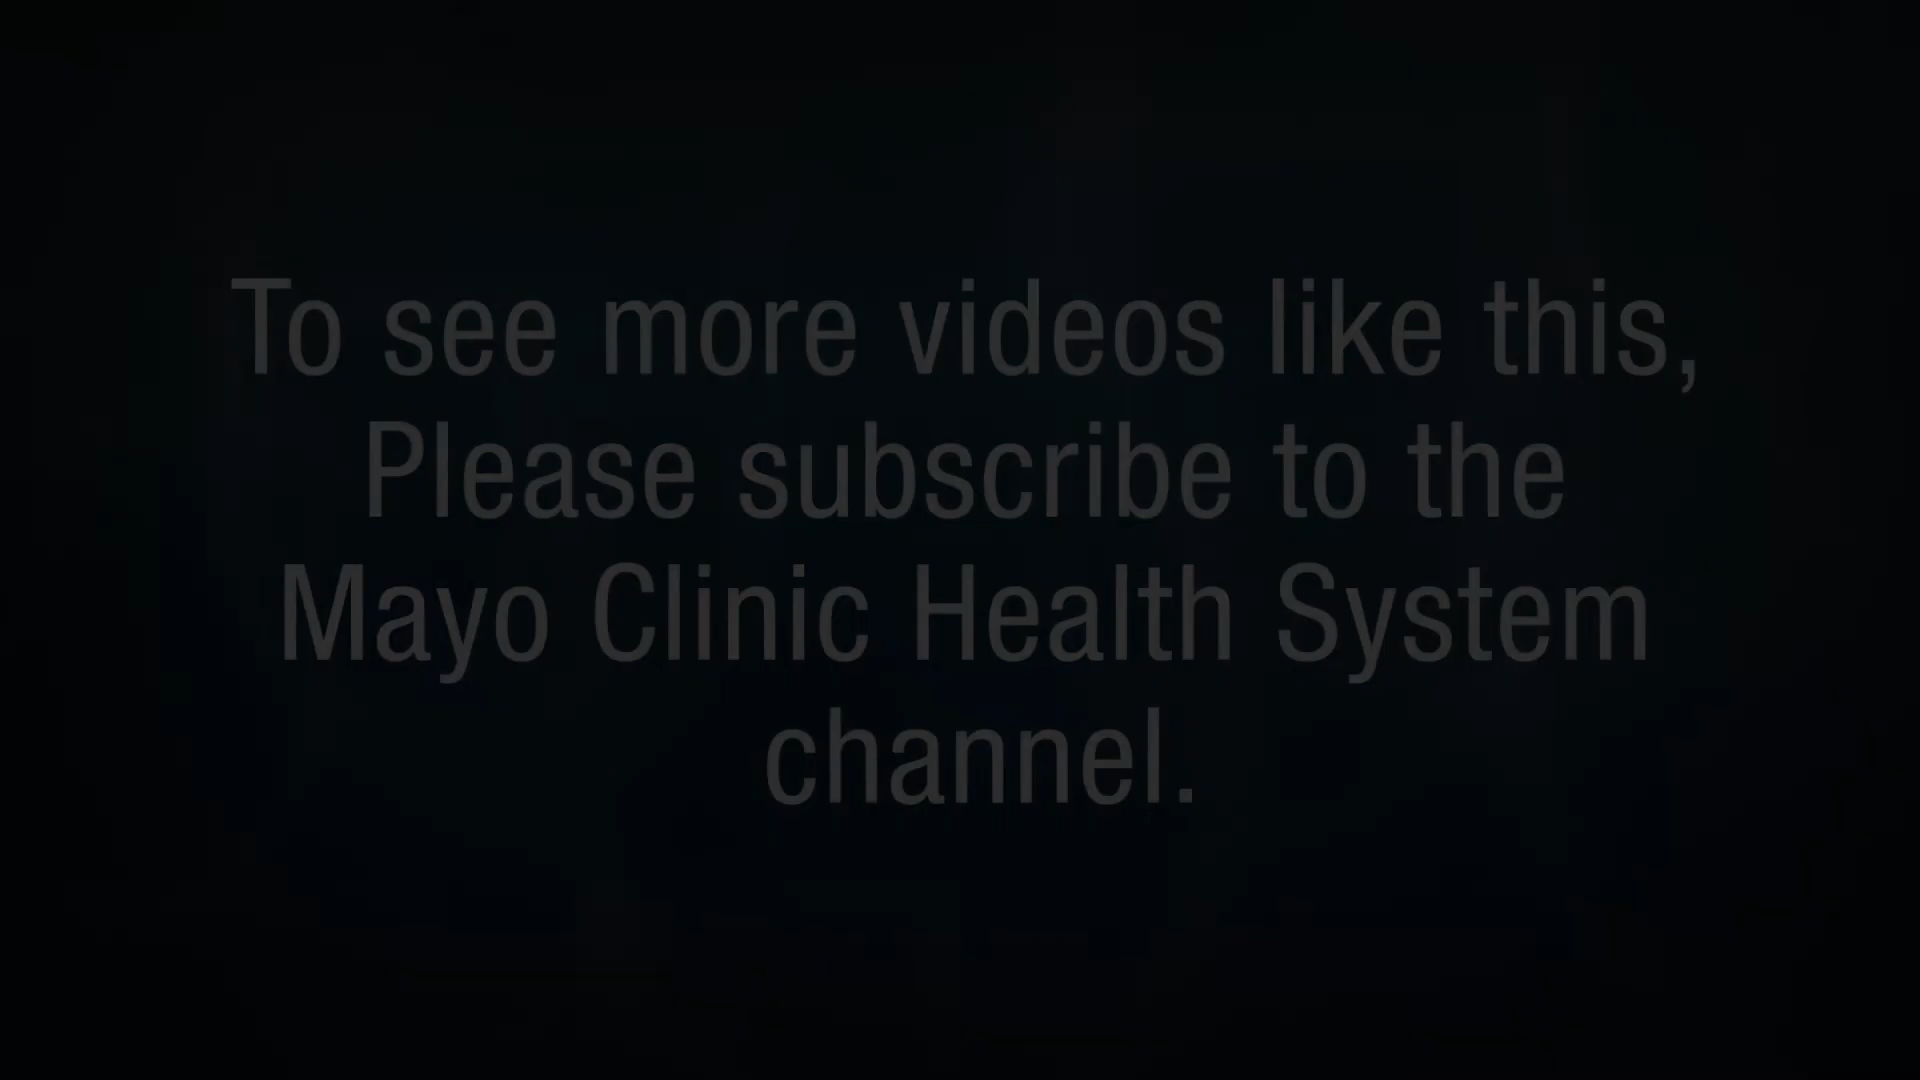 To see more videos like this,
Please subscribe to the
Mayo Clinic Health System
channel.